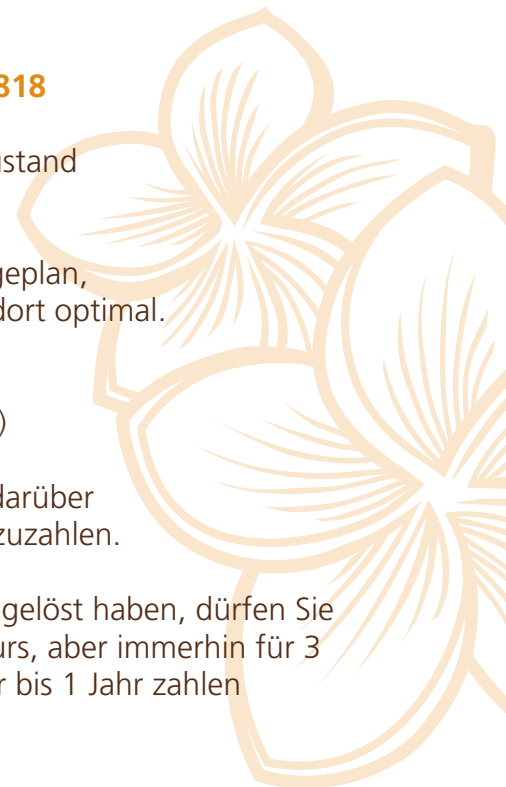 818
ustand
geplan,
dort optimal.
)
darüber
zuzahlen.
gelöst haben, dürfen Sie
urs, aber immerhin für 3
r bis 1 Jahr zahlen